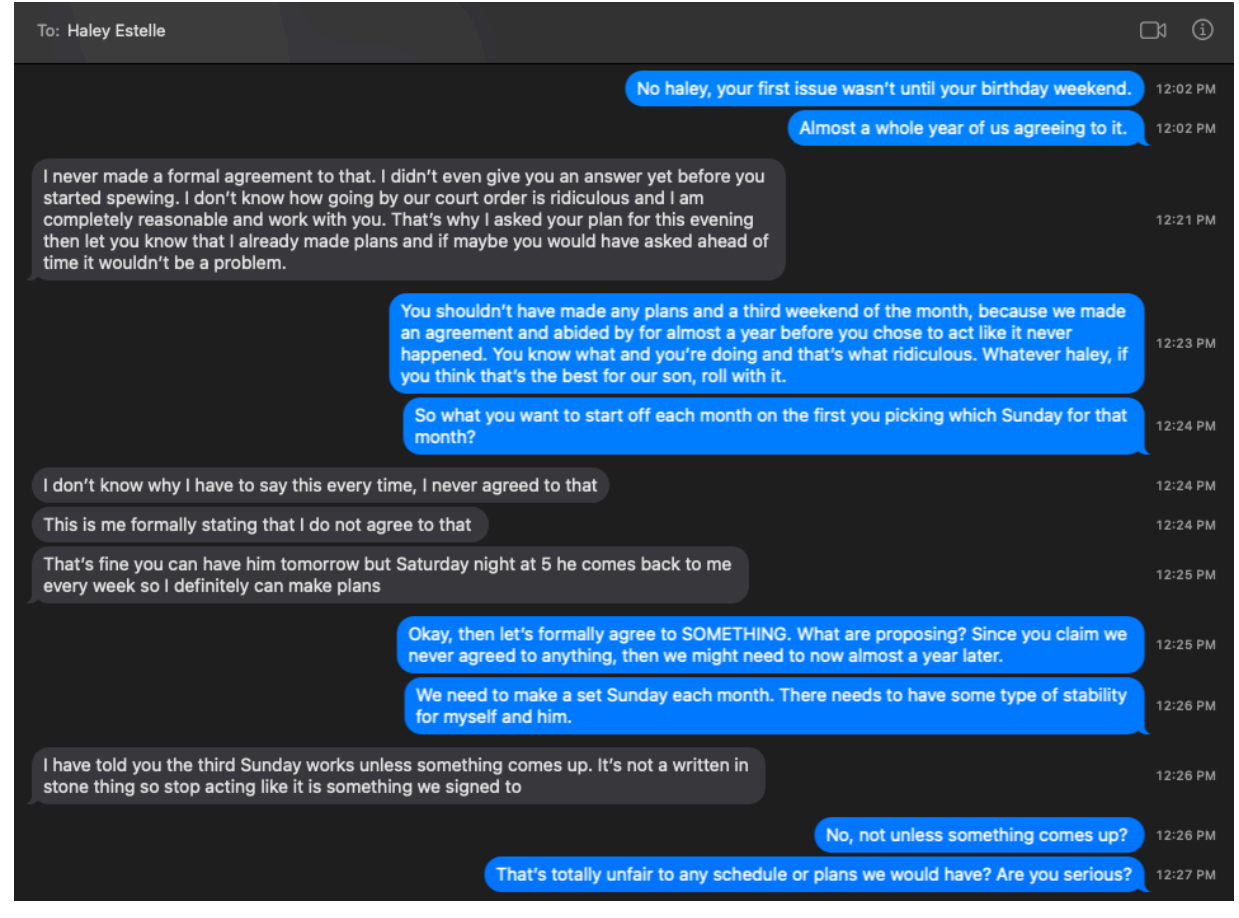 To: Haley Estelle
No haley, your first issue wasn't until your birthday weekend.
12:02 PM
Almost a whole year of us agreeing to it.
12:02 PM
I never made a formal agreement to that. I didn't even give you an answer yet before you
started spewing. I don't know how going by our court order is ridiculous and I am
completely reasonable and work with you. That's why I asked your plan for this evening
then let you know that I already made plans and if maybe you would have asked ahead of
time it wouldn't be a problem.
12:21 PM
You shouldn't have made any plans and a third weekend of the month, because we made
an agreement and abided by for almost a year before you chose to act like it never
happened. You know what and you're doing and that's what ridiculous. Whatever haley, if
you think that's the best for our son, roll with it.
12:23 PM
So what you want to start off each month on the first you picking which Sunday for that
month?
12:24 PM
I don't know why I have to say this every time, I never agreed to that
12:24 PM
This is me formally stating that I do not agree to that
12:24 PM
That's fine you can have him tomorrow but Saturday night at 5 he comes back to me
every week so I definitely can make plans
12:25 PM
Okay, then let's formally agree to SOMETHING. What are proposing? Since you claim we
never agreed to anything, then we might need to now almost a year later.
12:25 PM
We need to make a set Sunday each month. There needs to have some type of stability
for myself and him.
12:26 PM
I have told you the third Sunday works unless something comes up. It's not a written in
stone thing so stop acting like it is something we signed to
12:26 PM
No, not unless something comes up?
12:26 PM
That's totally unfair to any schedule or plans we would have? Are you serious?
12:27 PM